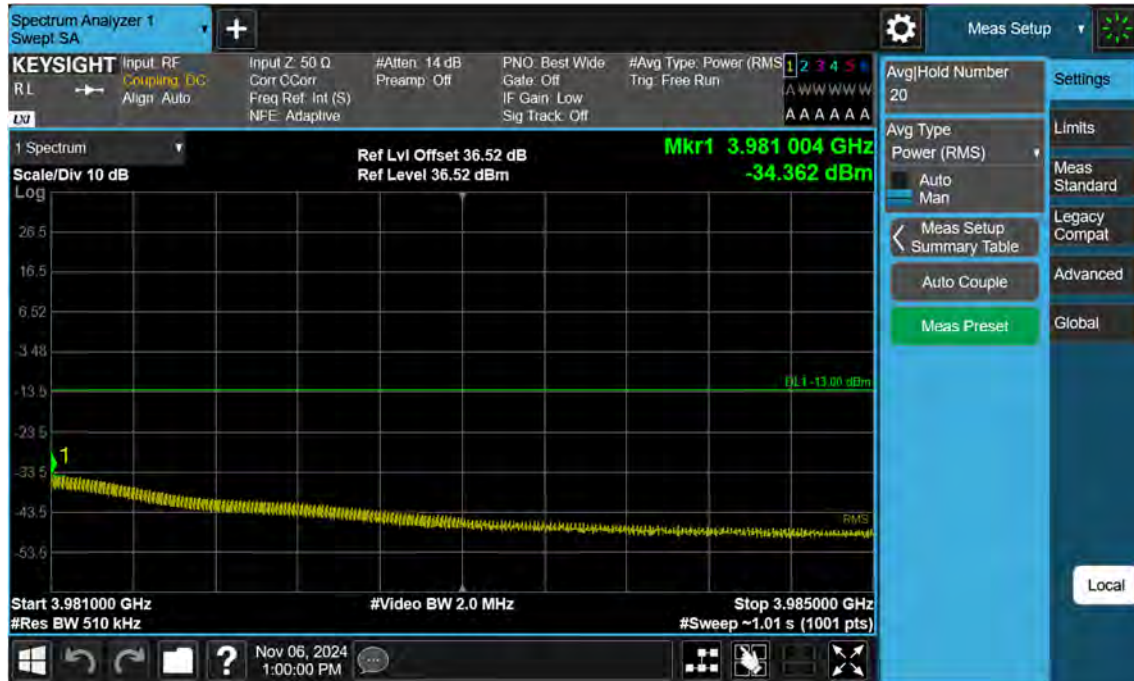 Spectrum Analyzer 1
Swept SA
+
Meas Setup
KEYSIGHT
RL
LXI
Input: RF
Coupling: DC
Align: Auto
Input Z: 50 Ω
Corr CCorr
Freq Ref: Int (S)
NFE: Adaptive
#Atten: 14 dB
Preamp: Off
PNO: Best Wide
Gate: Off
IF Gain: Low
Sig Track: Off
#Avg Type: Power (RMS
Trig: Free Run
1 2 3 4 5 6
A W W W W W
A A A A A A
1 Spectrum
Scale/Div 10 dB
Log
Ref Lvl Offset 36.52 dB
Ref Level 36.52 dBm
Mkr1 3.981 004 GHz
-34.362 dBm
26.5
16.5
6.52
-3.48
-13.5
-23.5
-33.5
-43.5
-53.5
DL1 -13.00 dBm
1
RMS
Start 3.981000 GHz
#Res BW 510 kHz
#Video BW 2.0 MHz
Stop 3.985000 GHz
#Sweep ~1.01 s (1001 pts)
?
Nov 06, 2024
1:00:00 PM
Avg|Hold Number
20
Avg Type
Power (RMS)
Auto
Man
Meas Setup
Summary Table
Auto Couple
Meas Preset
Settings
Limits
Meas
Standard
Legacy
Compat
Advanced
Global
Local